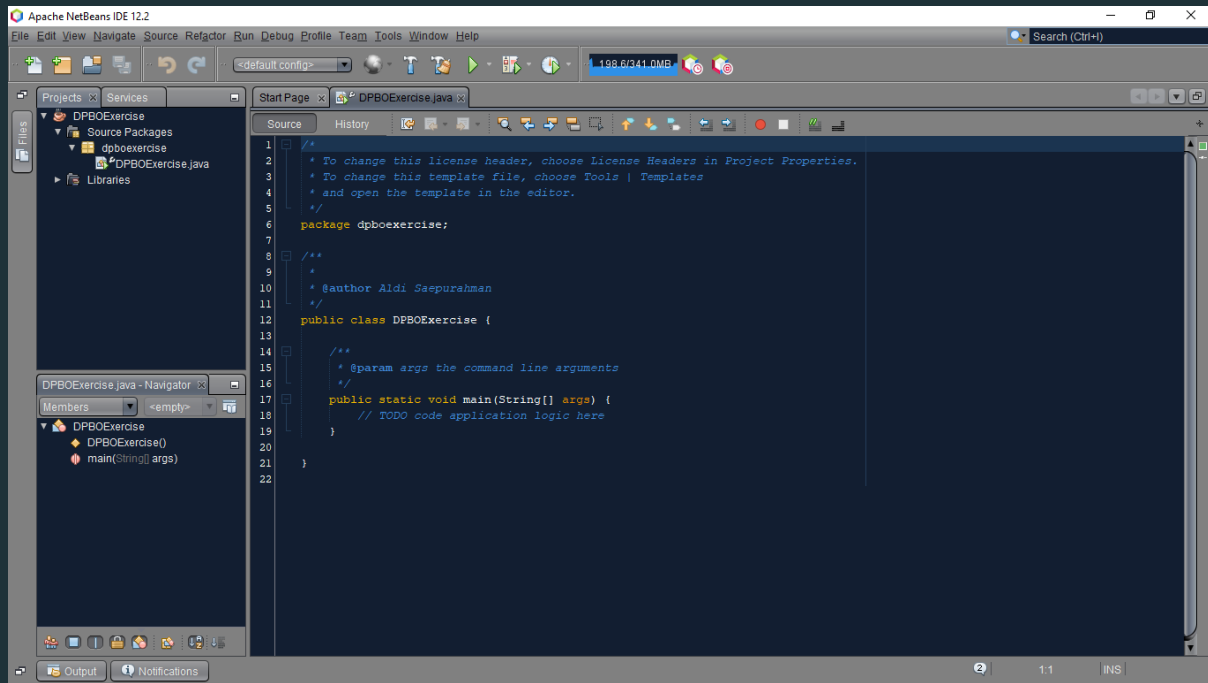 Apache NetBeans IDE 12.2
File Edit View Navigate Source Refactor Run Debug Profile Team Tools Window Help
Search (Ctrl+I)
<default config>
198.6/341.0MB
Files
Projects Services
DPBOExercise
Source Packages
dpboexercise
DPBOExercise.java
Libraries
Start Page DPBOExercise.java
Source History
1 /*
2 * To change this license header, choose License Headers in Project Properties.
3 * To change this template file, choose Tools | Templates
4 * and open the template in the editor.
5 */
6 package dpboexercise;
7
8 /**
9 *
10 * @author Aldi Saepurahman
11 */
12 public class DPBOExercise {
13
14 /**
15 * @param args the command line arguments
16 */
17 public static void main(String[] args) {
18 // TODO code application logic here
19 }
20
21 }
22
DPBOExercise.java - Navigator
Members <empty>
DPBOExercise
DPBOExercise()
main(String[] args)
Output Notifications
2 1:1 INS